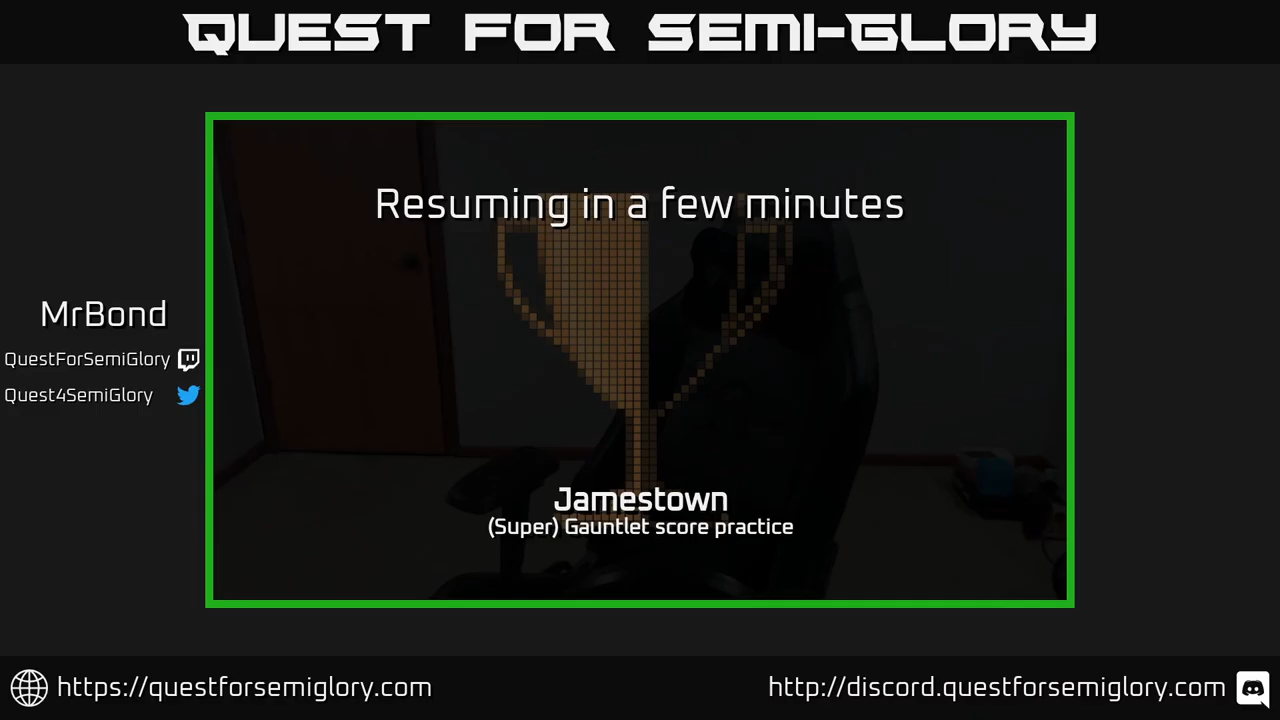 QUEST FOR SEMI-GLORY
Resuming in a few minutes
MrBond
QuestForSemiGlory
Quest4SemiGlory
Jamestown
(Super) Gauntlet score practice
https://questforsemiglory.com
http://discord.questforsemiglory.com